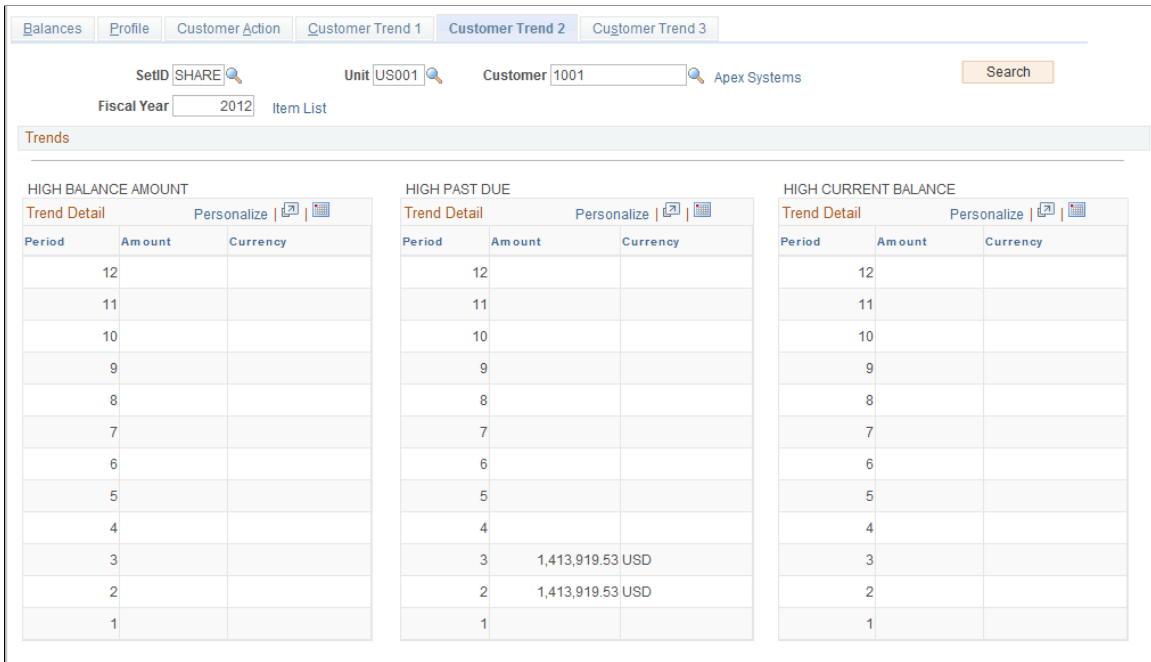 Balances Profile Customer Action Customer Trend 1 Customer Trend 2 Customer Trend 3
SetID SHARE Unit US001 Customer 1001 Apex Systems Search
Fiscal Year 2012 Item List
Trends
HIGH BALANCE AMOUNT HIGH PAST DUE HIGH CURRENT BALANCE
Trend Detail Personalize | | Trend Detail Personalize | | Trend Detail Personalize | |
Period Amount Currency Period Amount Currency Period Amount Currency
12 12 12
11 11 11
10 10 10
9 9 9
8 8 8
7 7 7
6 6 6
5 5 5
4 4 4
3 3 1,413,919.53 USD 3
2 2 1,413,919.53 USD 2
1 1 1